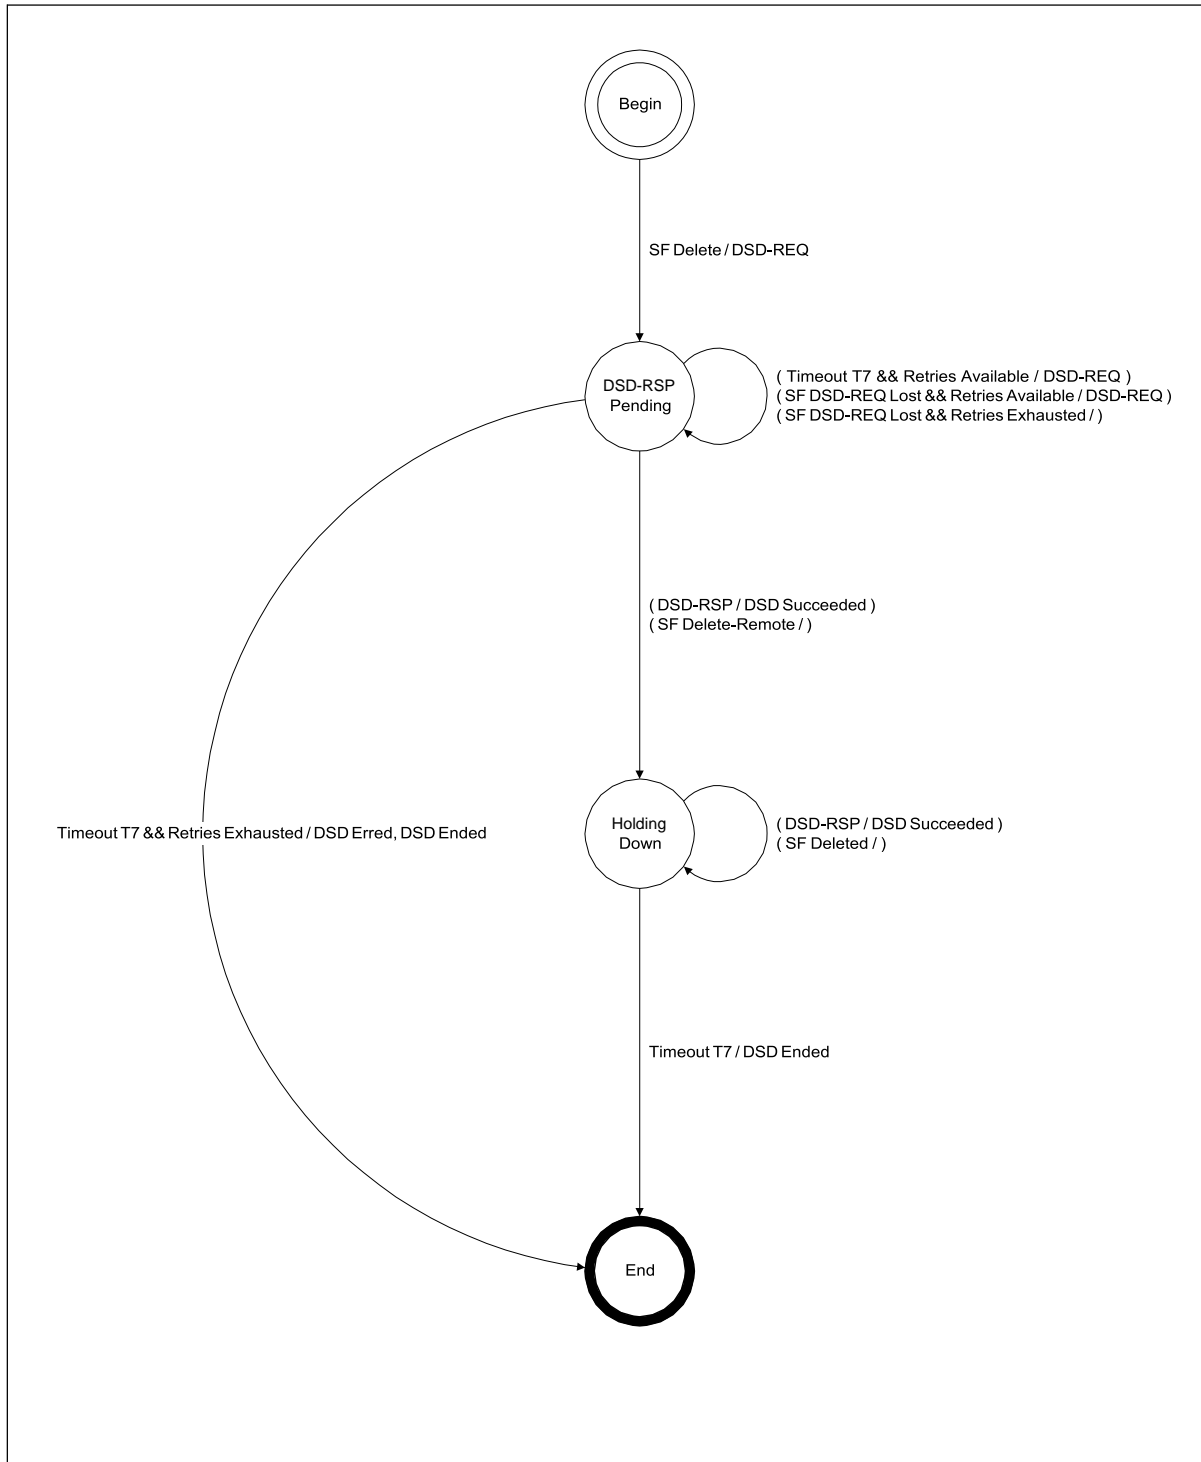 Begin
SF Delete / DSD-REQ
DSD-RSP
Pending
( Timeout T7 && Retries Available / DSD-REQ )
( SF DSD-REQ Lost && Retries Available / DSD-REQ )
( SF DSD-REQ Lost && Retries Exhausted / )
( DSD-RSP / DSD Succeeded )
( SF Delete-Remote / )
Timeout T7 && Retries Exhausted / DSD Erred, DSD Ended
Holding
Down
( DSD-RSP / DSD Succeeded )
( SF Deleted / )
Timeout T7 / DSD Ended
End